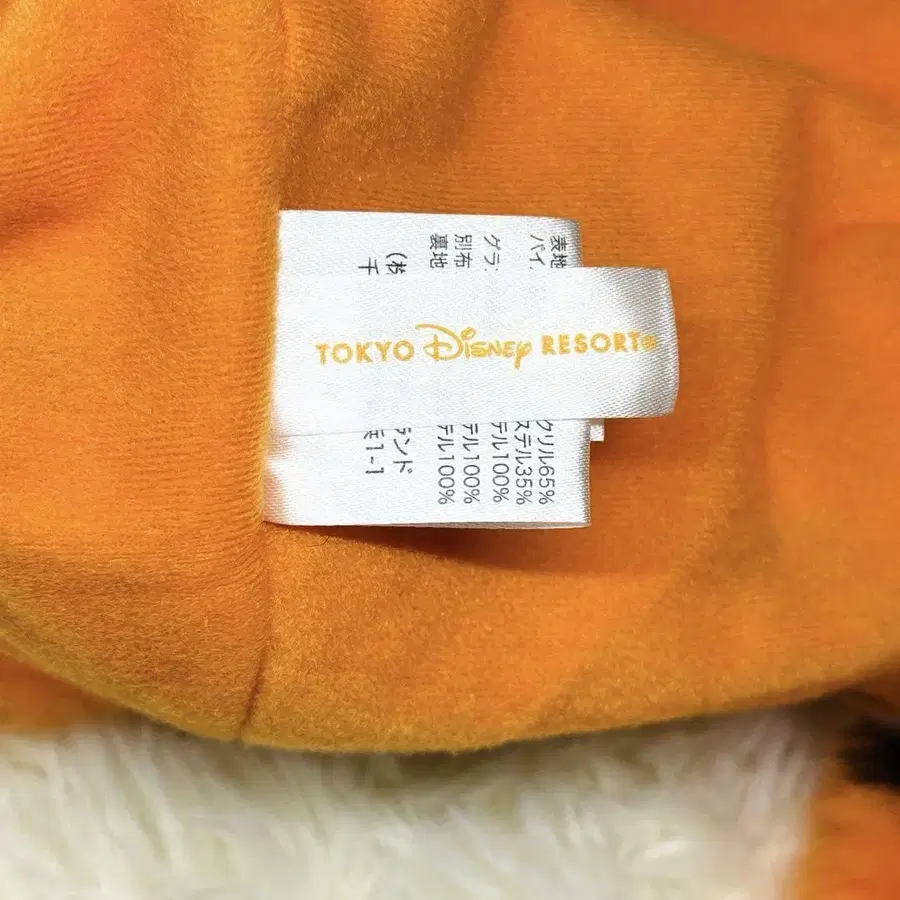 TOKYO Disney RESORT®
表地
クリル65%
パイ
ステル35%
グラ
テル100%
別布
テル100%
裏地
テル100%
(株
ランド
千
1-1